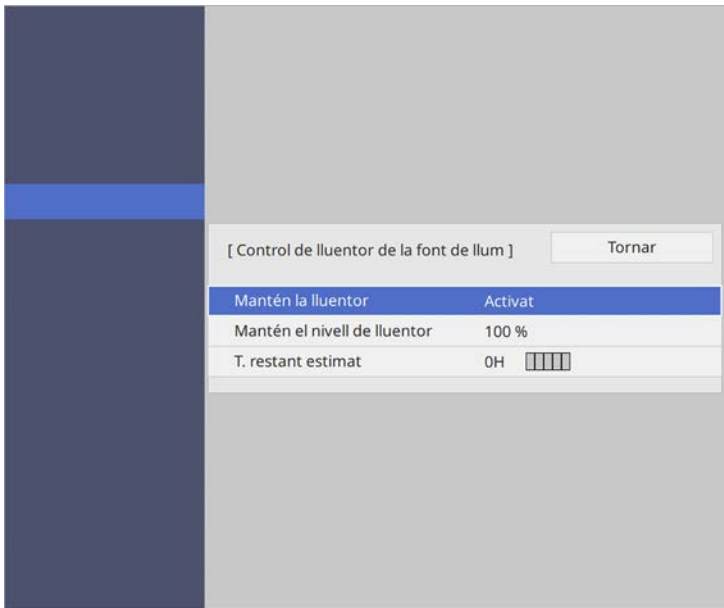 [ Control de lluentor de la font de llum ] Tornar
Mantén la lluentor Activat
Mantén el nivell de lluentor 100 %
T. restant estimat 0H